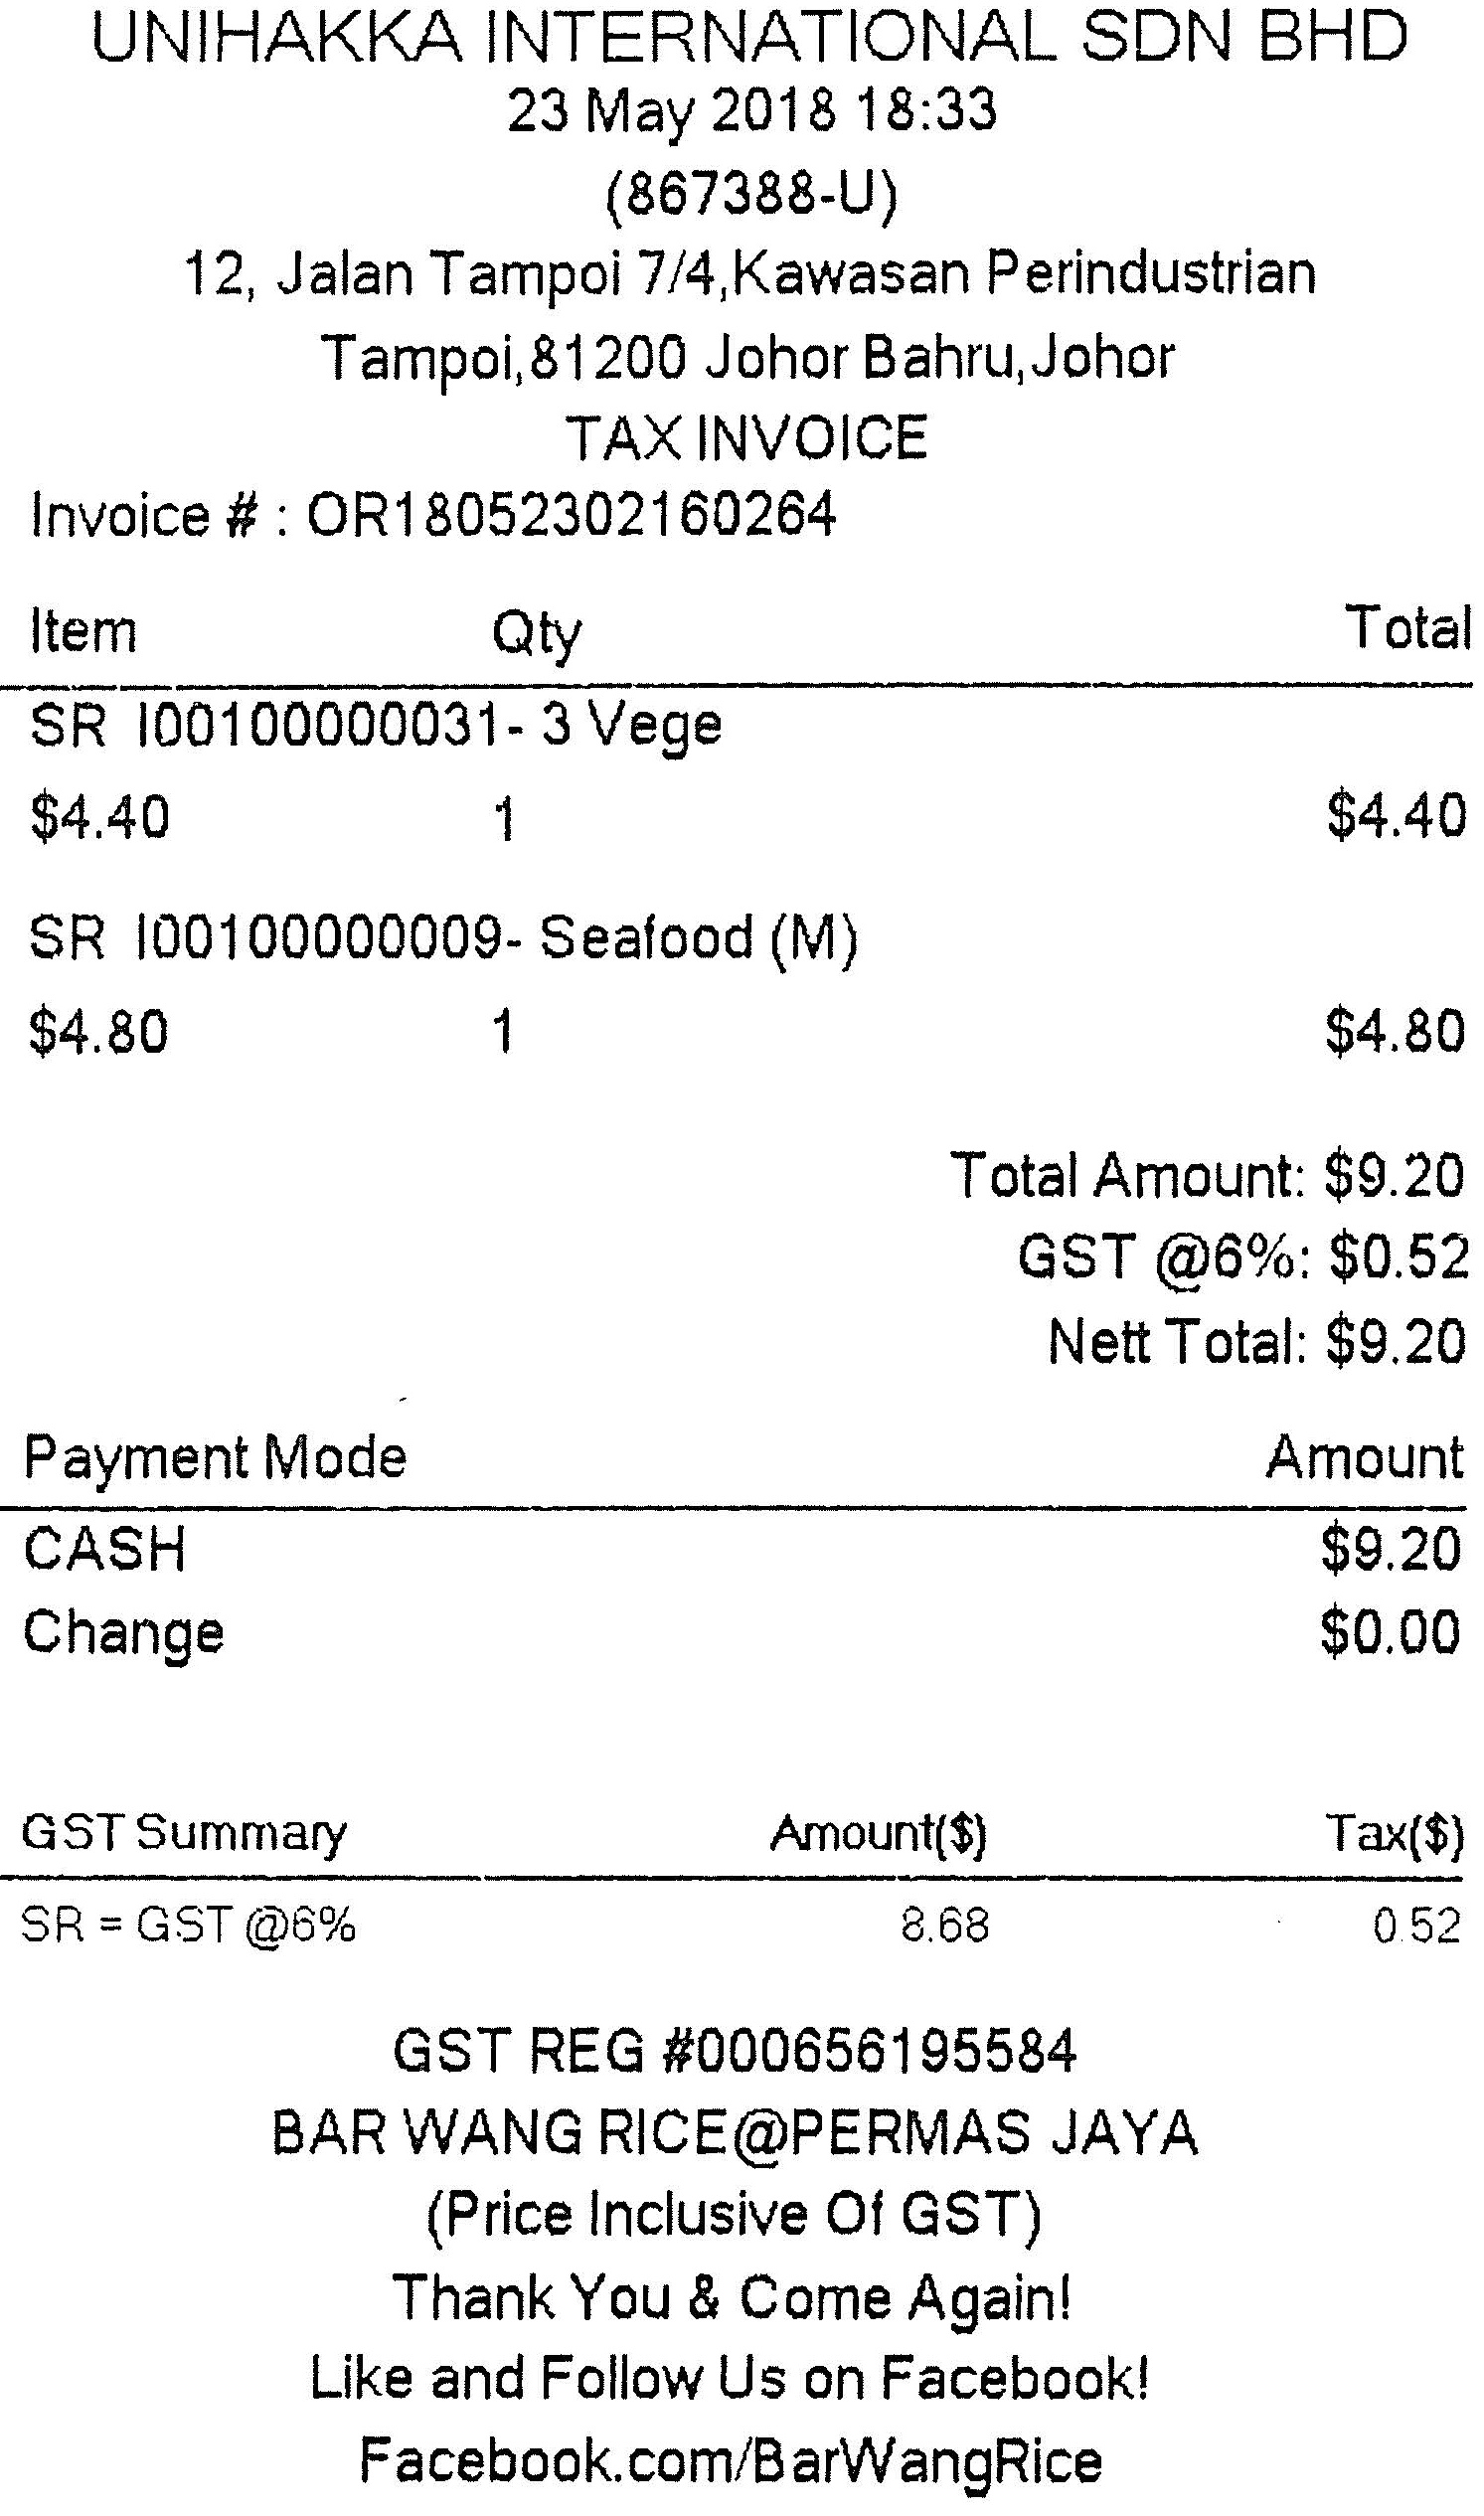 UNIHAKKA INTERNATIONAL SDN BHD
23 May 2018 18:33
(867388-U)
12, Jalan Tampoi 7/4,Kawasan Perindustrian
Tampoi,81200 Johor Bahru,Johor
TAX INVOICE
Invoice # : OR18052302160264
Item Qty Total
SR I00100000031- 3 Vege
$4.40 1 $4.40
SR I00100000009- Seafood (M)
$4.80 1 $4.80
Total Amount: $9.20
GST @6%: $0.52
Nett Total: $9.20
Payment Mode Amount
CASH $9.20
Change $0.00
GST Summary Amount($) Tax($)
SR = GST @6% 8.68 0.52
GST REG #000656195584
BAR WANG RICE@PERMAS JAYA
(Price Inclusive Of GST)
Thank You & Come Again!
Like and Follow Us on Facebook!
Facebook.com/BarWangRice